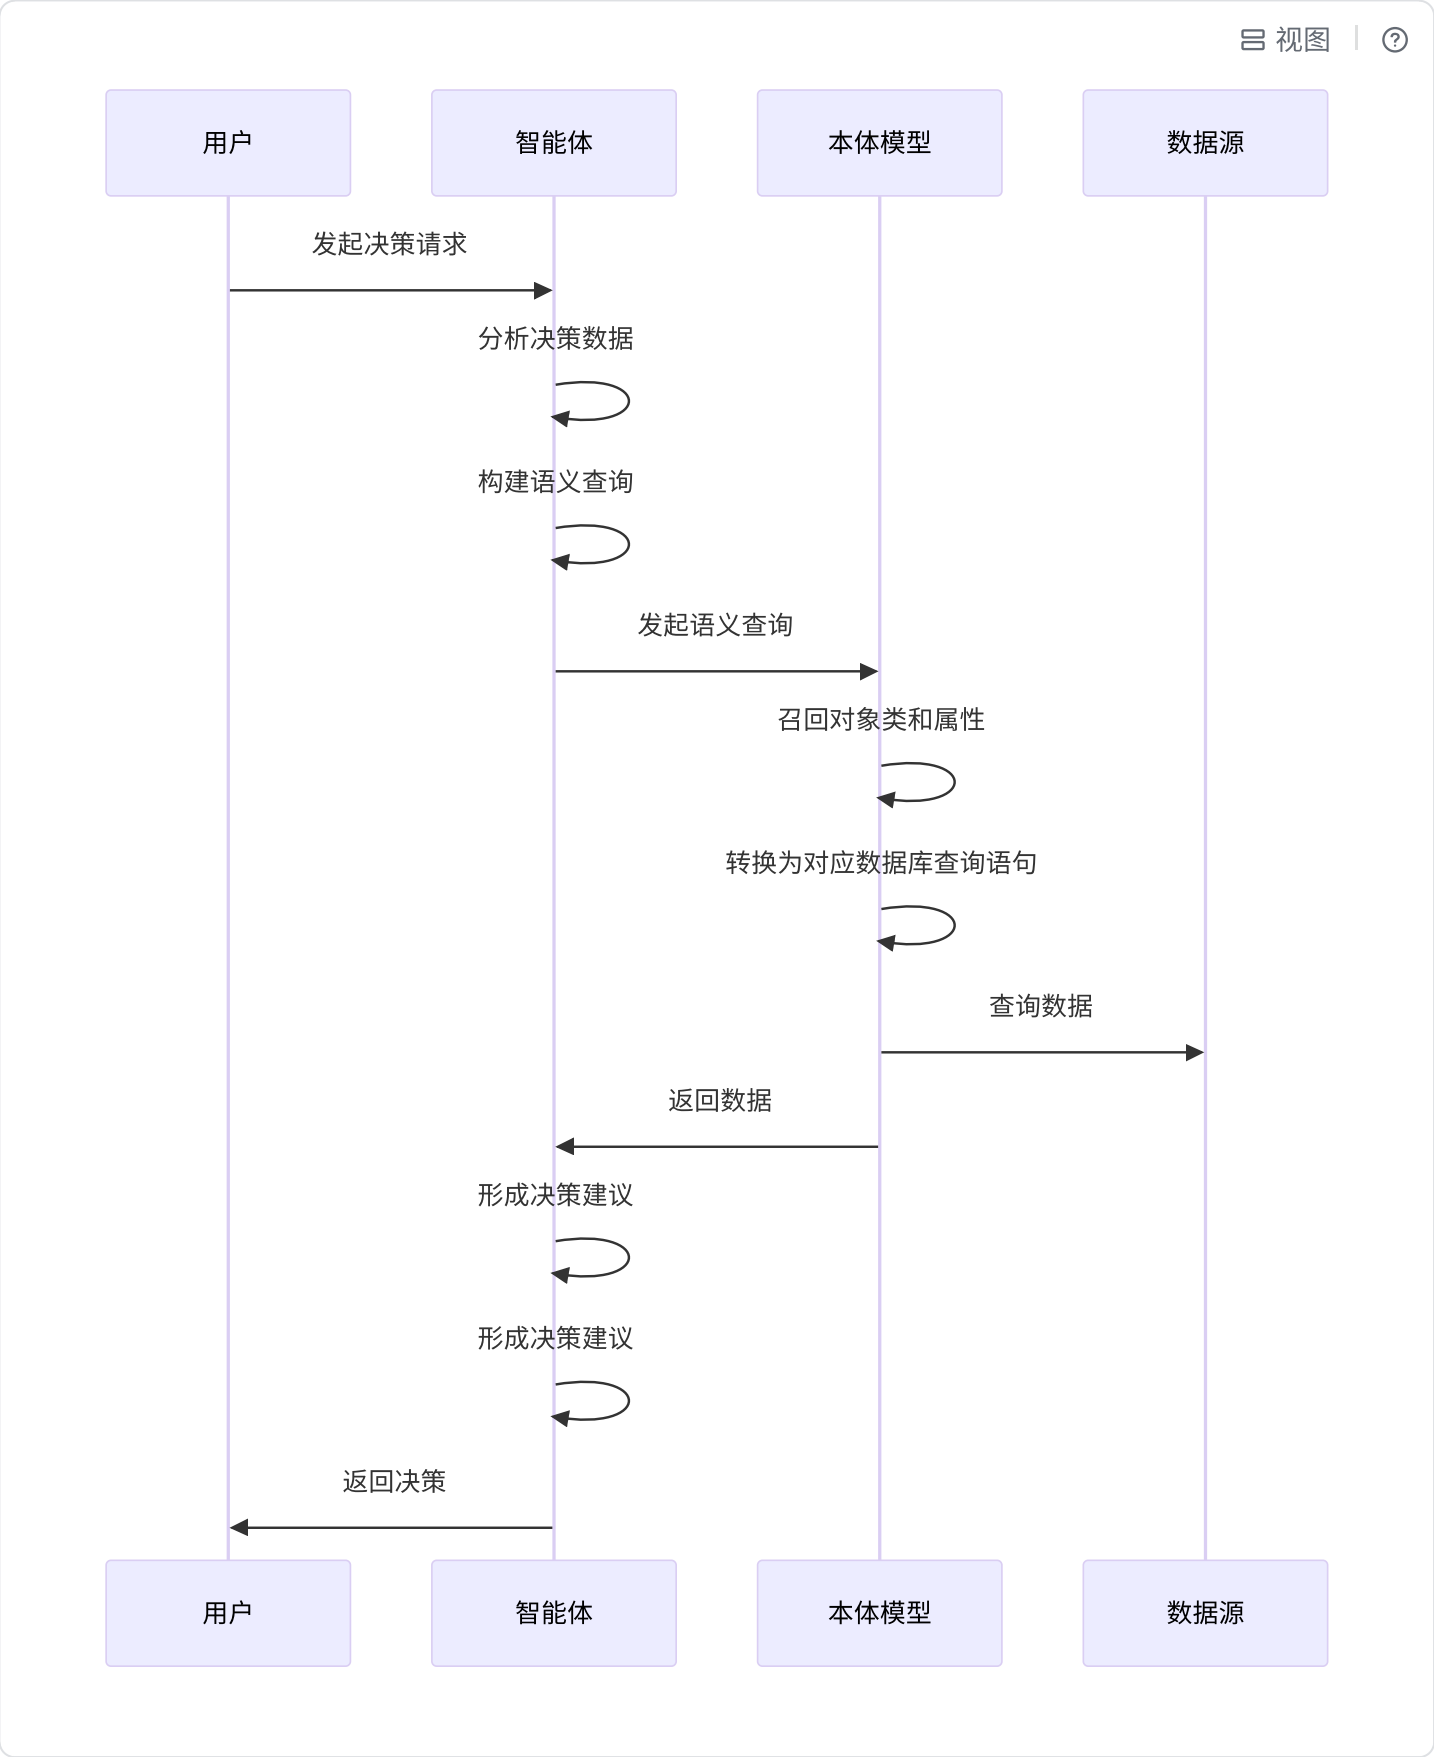 视图
用户
智能体
本体模型
数据源
发起决策请求
分析决策数据
构建语义查询
发起语义查询
召回对象类和属性
转换为对应数据库查询语句
查询数据
返回数据
形成决策建议
形成决策建议
返回决策
用户
智能体
本体模型
数据源